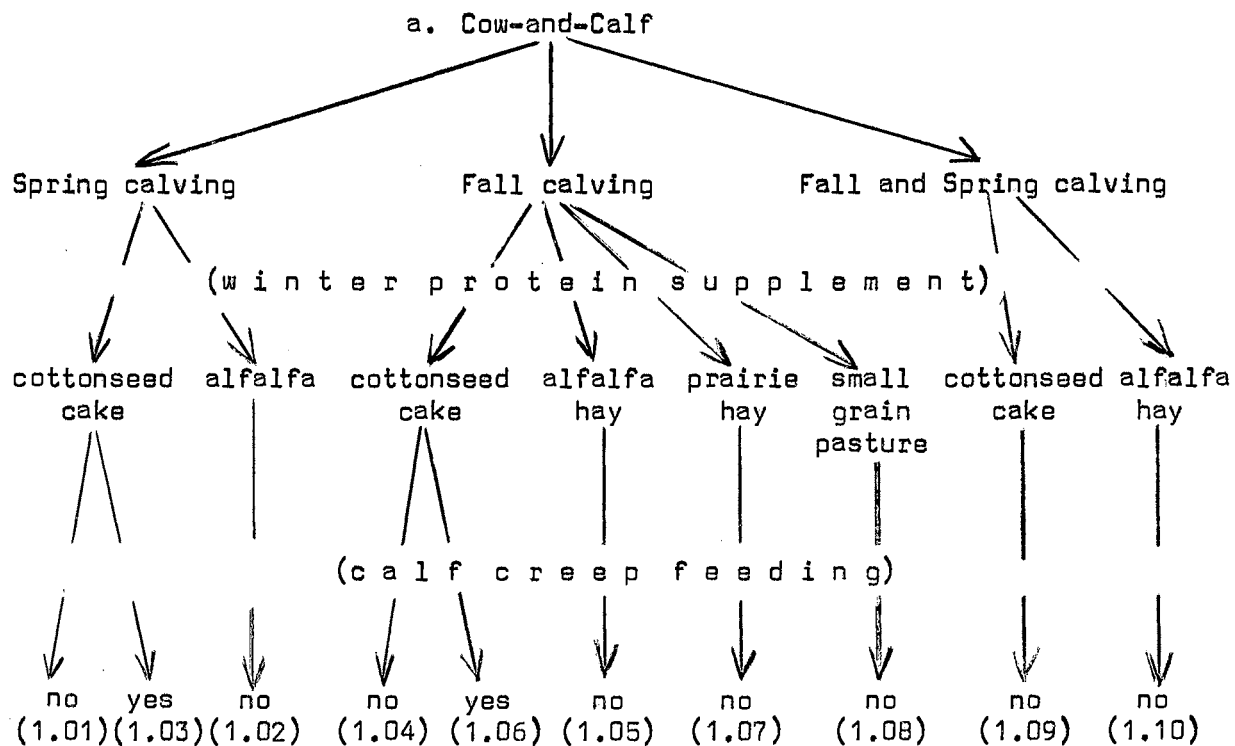 a. Cow-and-Calf
Spring calving Fall calving Fall and Spring calving
(w i n t e r p r o t e i n s u p p l e m e n t)
cottonseed alfalfa cottonseed alfalfa prairie small cottonseed alfalfa
cake cake hay hay grain cake hay
pasture
(c a l f c r e e p f e e d i n g)
no yes no no yes no no no no no
(1.01)(1.03)(1.02) (1.04) (1.06) (1.05) (1.07) (1.08) (1.09) (1.10)